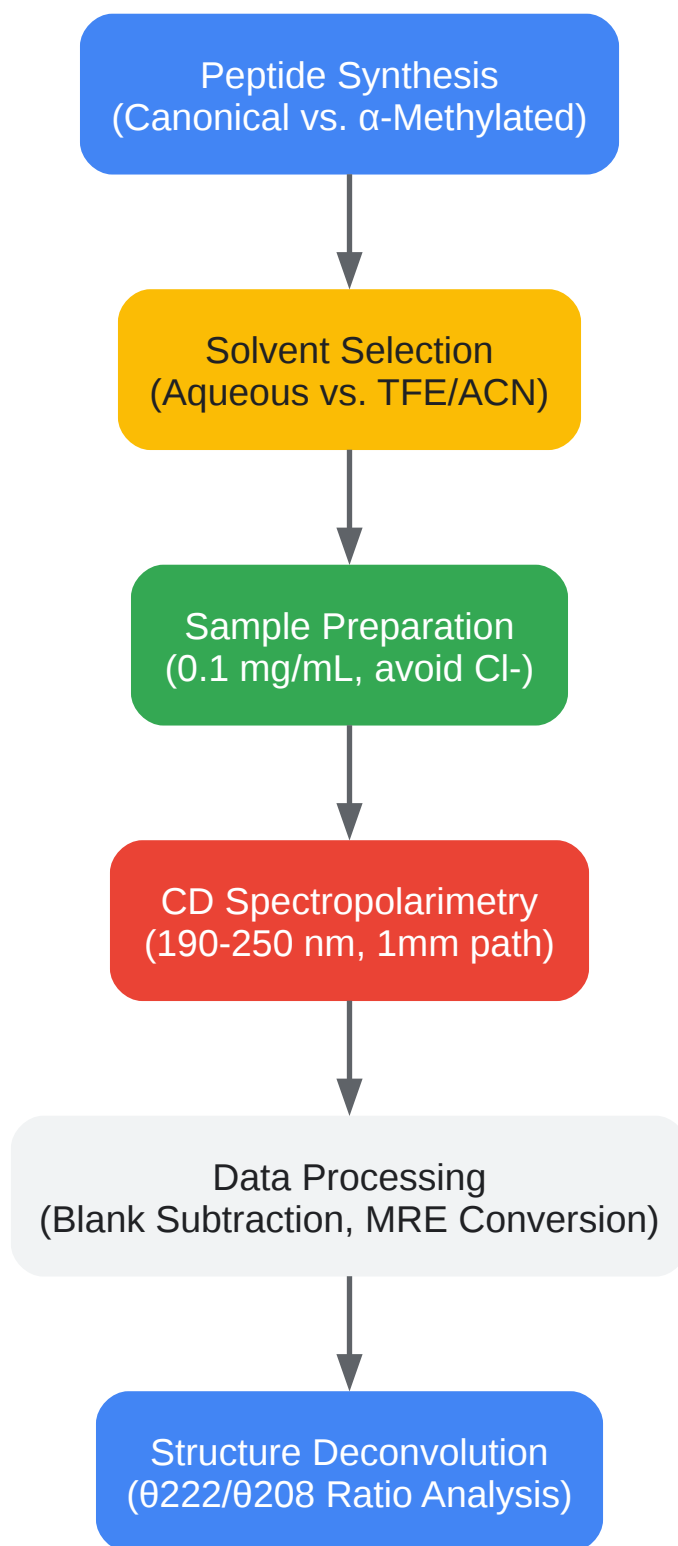 Peptide Synthesis
(Canonical vs. α-Methylated)
Solvent Selection
(Aqueous vs. TFE/ACN)
Sample Preparation
(0.1 mg/mL, avoid Cl-)
CD Spectropolarimetry
(190-250 nm, 1mm path)
Data Processing
(Blank Subtraction, MRE Conversion)
Structure Deconvolution
(θ222/θ208 Ratio Analysis)